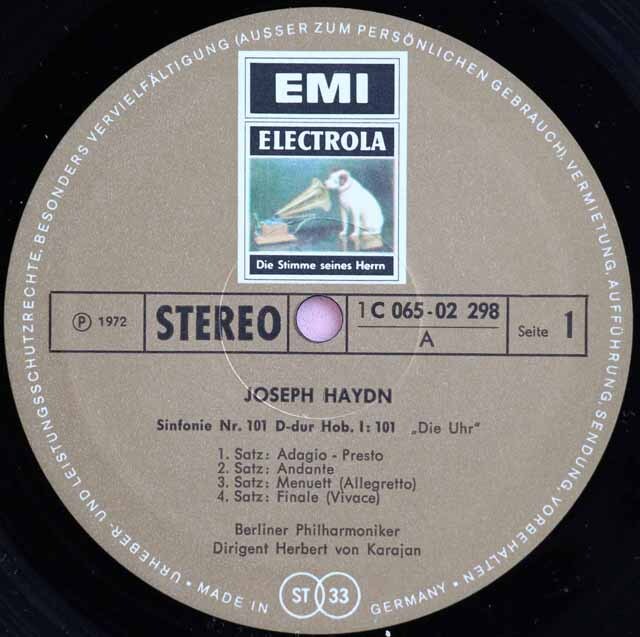 URHEBER- UND LEISTUNGSSCHUTZRECHTE, BESONDERS VERVIELFÄLTIGUNG (AUSSER ZUM PERSÖNLICHEN GEBRAUCH), VERMIETUNG, AUFFÜHRUNG, SENDUNG, VORBEHALTEN
EMI
ELECTROLA
Die Stimme seines Herrn
℗ 1972
STEREO
1 C 065-02 298
A
Seite 1
JOSEPH HAYDN
Sinfonie Nr. 101 D-dur Hob. I: 101 „Die Uhr“
1. Satz: Adagio - Presto
2. Satz: Andante
3. Satz: Menuett (Allegretto)
4. Satz: Finale (Vivace)
Berliner Philharmoniker
Dirigent Herbert von Karajan
• MADE IN ST 33 GERMANY •